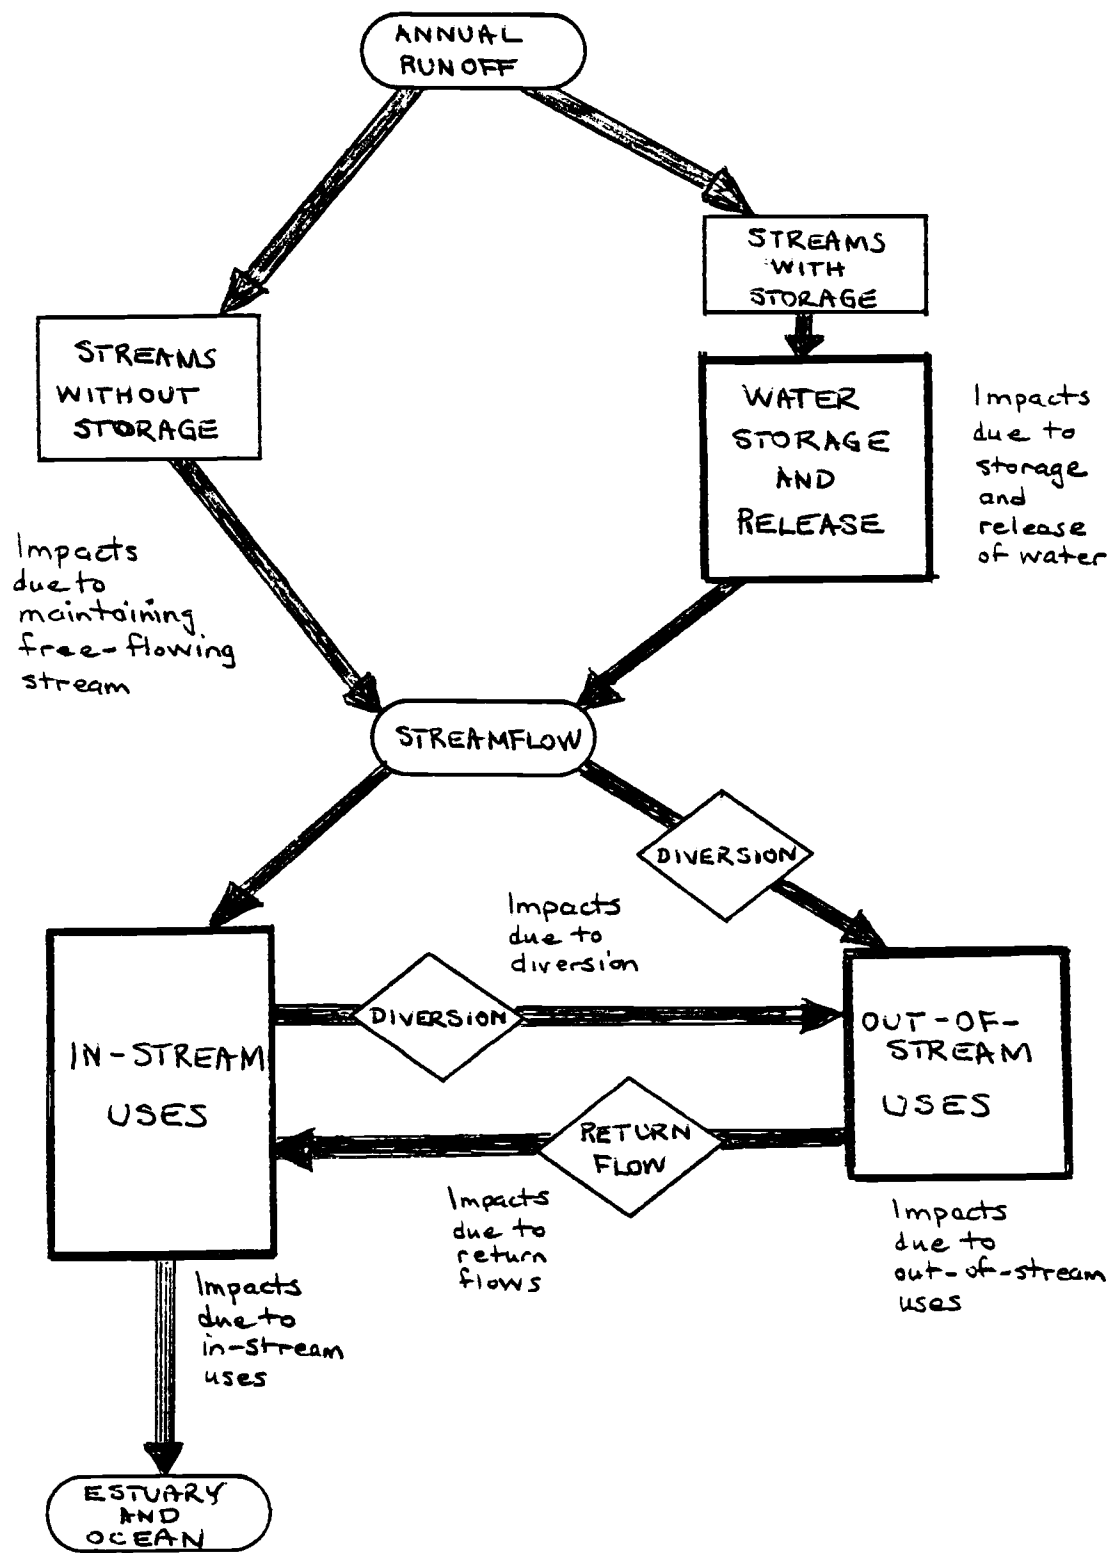 ANNUAL
RUNOFF
STREAMS
WITH
STORAGE
STREAMS
WITHOUT
STORAGE
WATER
STORAGE
AND
RELEASE
Impacts
due to
storage
and
release
of water
Impacts
due to
maintaining
free-flowing
stream
STREAMFLOW
DIVERSION
Impacts
due to
diversion
DIVERSION
IN-STREAM
USES
OUT-OF-
STREAM
USES
RETURN
FLOW
Impacts
due to
return
flows
Impacts
due to
out-of-stream
uses
Impacts
due to
in-stream
uses
ESTUARY
AND
OCEAN